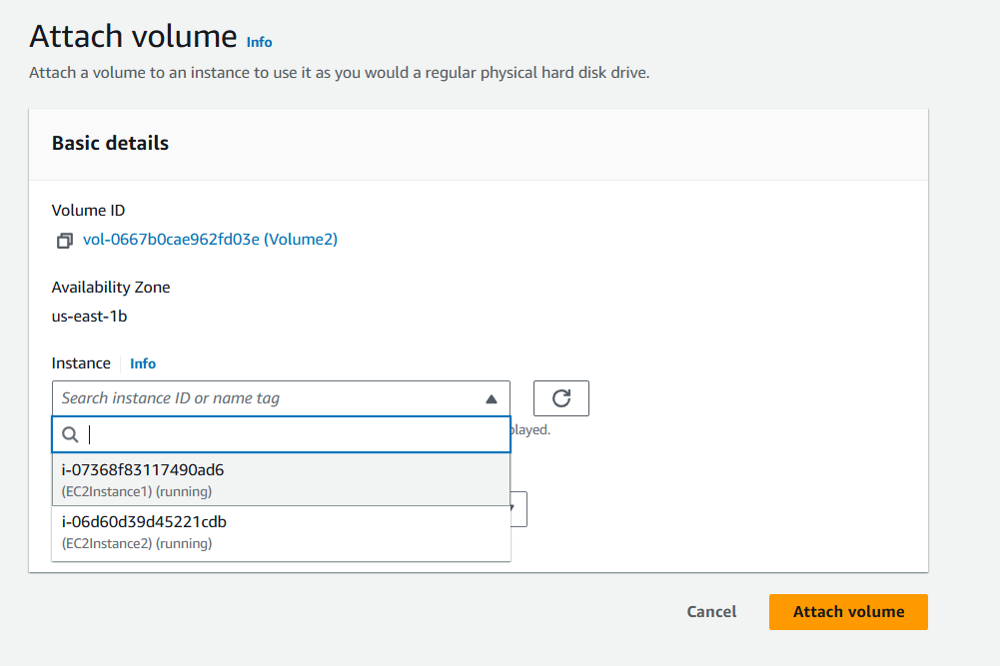 Attach volume Info
Attach a volume to an instance to use it as you would a regular physical hard disk drive.
Basic details
Volume ID
vol-0667b0cae962fd03e (Volume2)
Availability Zone
us-east-1b
Instance Info
Search instance ID or name tag
i-07368f83117490ad6
(EC2Instance1) (running)
i-06d60d39d45221cdb
(EC2Instance2) (running)
Cancel Attach volume